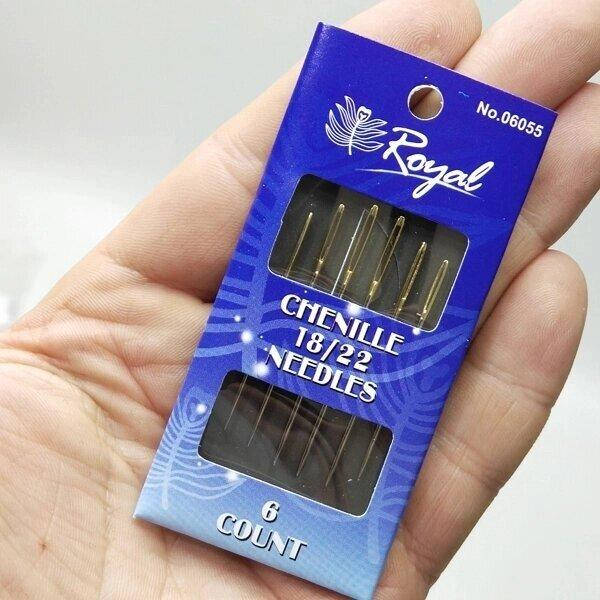 No.06055
Royal
CHENILLE
18/22
NEEDLES
6
COUNT